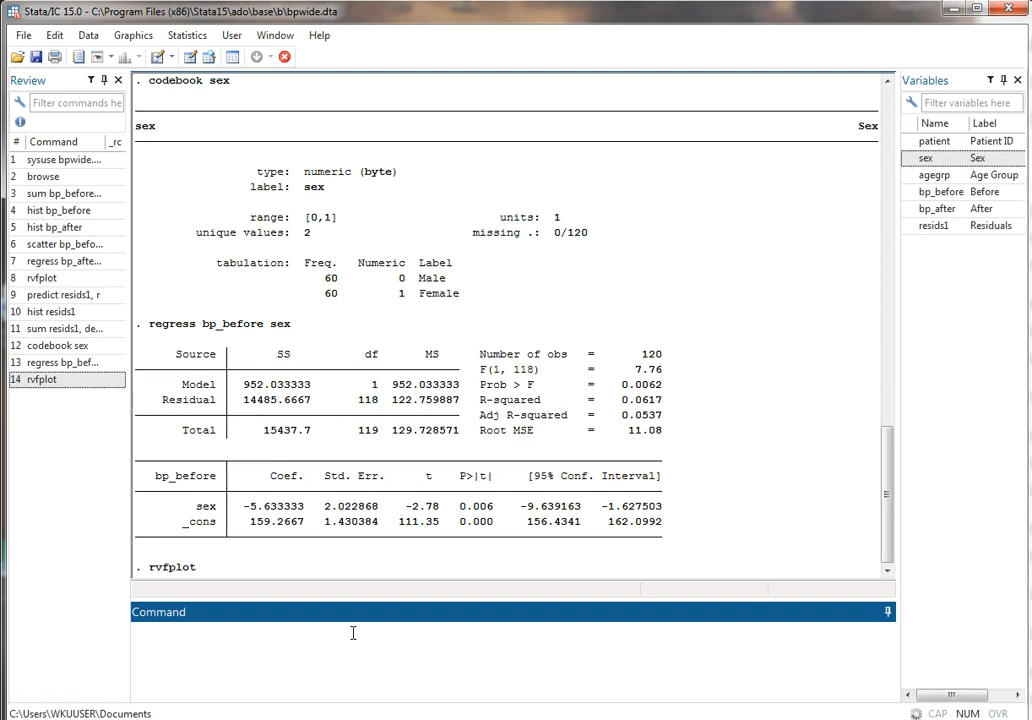 Stata/IC 15.0 - C:\Program Files (x86)\Stata15\ado\base\b\bpwide.dta
File Edit Data Graphics Statistics User Window Help
Review
Filter commands he
# Command _rc
1 sysuse bpwide....
2 browse
3 sum bp_before...
4 hist bp_before
5 hist bp_after
6 scatter bp_befo...
7 regress bp_afte...
8 rvfplot
9 predict resids1, r
10 hist resids1
11 sum resids1, de...
12 codebook sex
13 regress bp_bef...
14 rvfplot
. codebook sex
sex Sex
type: numeric (byte)
label: sex
range: [0,1] units: 1
unique values: 2 missing .: 0/120
tabulation: Freq. Numeric Label
60 0 Male
60 1 Female
. regress bp_before sex
Source SS df MS Number of obs = 120
F(1, 118) = 7.76
Model 952.033333 1 952.033333 Prob > F = 0.0062
Residual 14485.6667 118 122.759887 R-squared = 0.0617
Adj R-squared = 0.0537
Total 15437.7 119 129.728571 Root MSE = 11.08
bp_before Coef. Std. Err. t P>|t| [95% Conf. Interval]
sex -5.633333 2.022868 -2.78 0.006 -9.639163 -1.627503
_cons 159.2667 1.430384 111.35 0.000 156.4341 162.0992
. rvfplot
Command
Variables
Filter variables here
Name Label
patient Patient ID
sex Sex
agegrp Age Group
bp_before Before
bp_after After
resids1 Residuals
C:\Users\WKUUSER\Documents
CAP NUM OVR